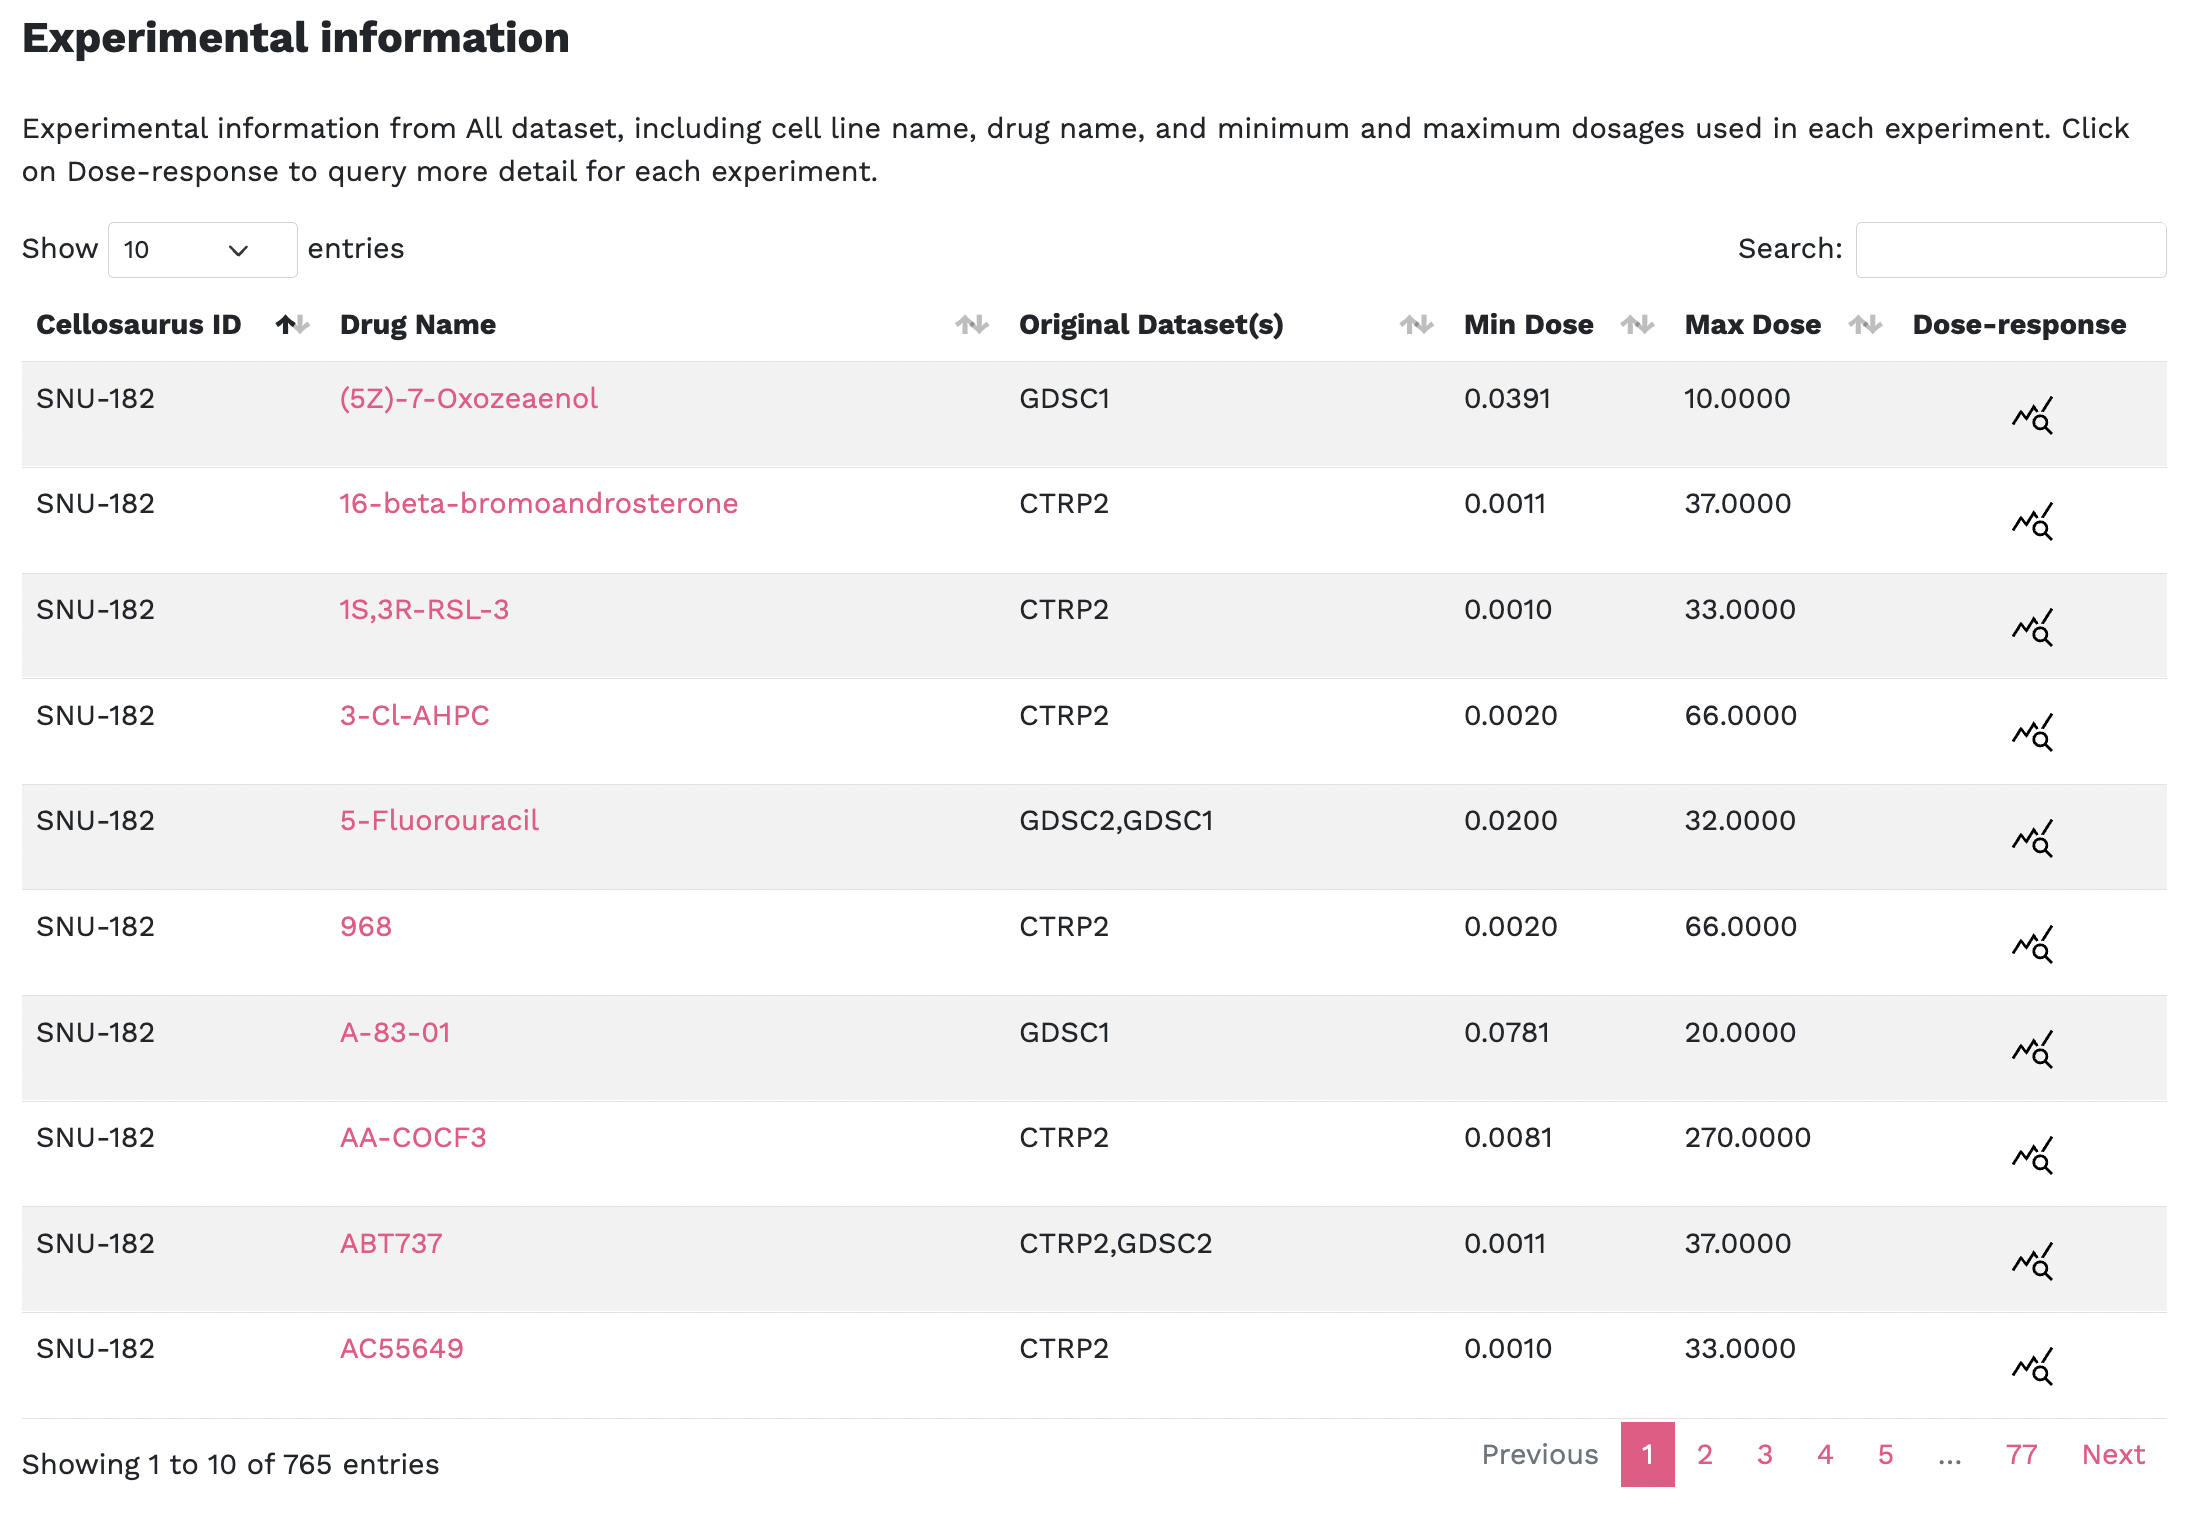 Experimental information
Experimental information from All dataset, including cell line name, drug name, and minimum and maximum dosages used in each experiment. Click
on Dose-response to query more detail for each experiment.
Show 10 entries Search:
Cellosaurus ID Drug Name Original Dataset(s) Min Dose Max Dose Dose-response
SNU-182 (5Z)-7-Oxozeaenol GDSC1 0.0391 10.0000
SNU-182 16-beta-bromoandrosterone CTRP2 0.0011 37.0000
SNU-182 1S,3R-RSL-3 CTRP2 0.0010 33.0000
SNU-182 3-Cl-AHPC CTRP2 0.0020 66.0000
SNU-182 5-Fluorouracil GDSC2,GDSC1 0.0200 32.0000
SNU-182 968 CTRP2 0.0020 66.0000
SNU-182 A-83-01 GDSC1 0.0781 20.0000
SNU-182 AA-COCF3 CTRP2 0.0081 270.0000
SNU-182 ABT737 CTRP2,GDSC2 0.0011 37.0000
SNU-182 AC55649 CTRP2 0.0010 33.0000
Showing 1 to 10 of 765 entries Previous 1 2 3 4 5 ... 77 Next